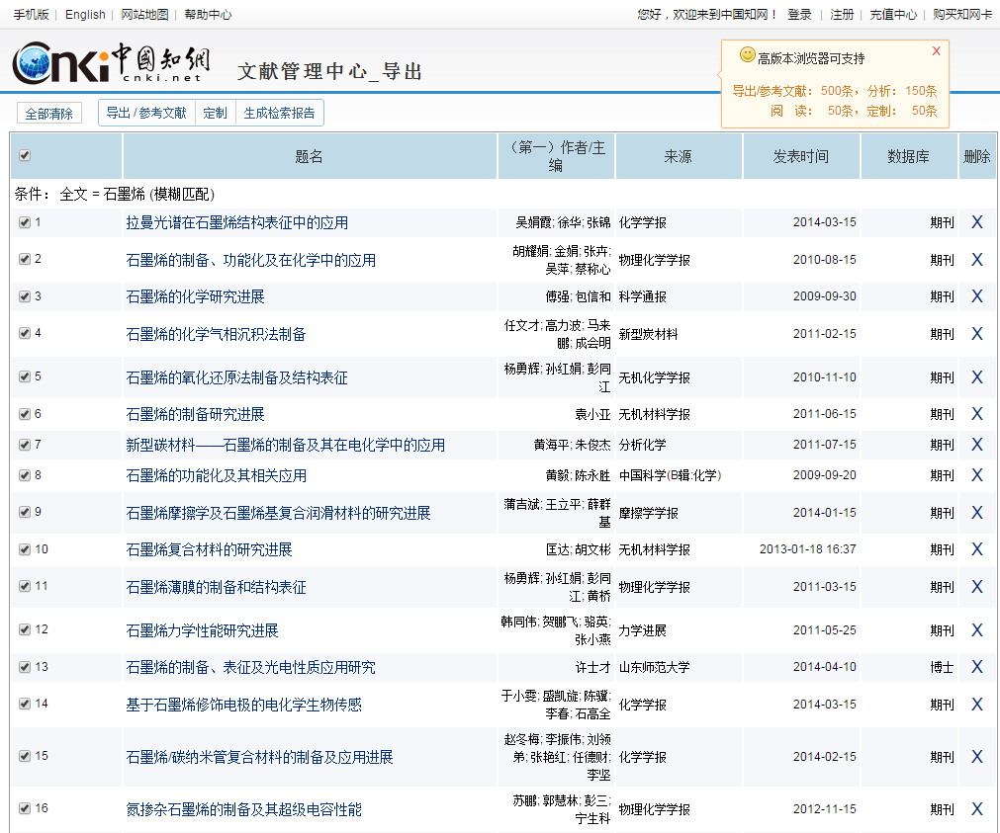 手机版 | English | 网站地图 | 帮助中心 您好，欢迎来到中国知网！ 登录 | 注册 | 充值中心 | 购买知网卡
cnki 中国知網
cnki.net
文献管理中心_导出
高版本浏览器可支持 X
导出/参考文献： 500条，分析： 150条
阅 读： 50条，定制： 50条
全部清除 导出 / 参考文献 定制 生成检索报告
题名 （第一）作者/主编 来源 发表时间 数据库 删除
条件： 全文 = 石墨烯 (模糊匹配)
1 拉曼光谱在石墨烯结构表征中的应用 吴娟霞; 徐华; 张锦 化学学报 2014-03-15 期刊 X
2 石墨烯的制备、功能化及在化学中的应用 胡耀娟; 金娟; 张卉; 吴萍; 蔡称心 物理化学学报 2010-08-15 期刊 X
3 石墨烯的化学研究进展 傅强; 包信和 科学通报 2009-09-30 期刊 X
4 石墨烯的化学气相沉积法制备 任文才; 高力波; 马来鹏; 成会明 新型炭材料 2011-02-15 期刊 X
5 石墨烯的氧化还原法制备及结构表征 杨勇辉; 孙红娟; 彭同江 无机化学学报 2010-11-10 期刊 X
6 石墨烯的制备研究进展 袁小亚 无机材料学报 2011-06-15 期刊 X
7 新型碳材料——石墨烯的制备及其在电化学中的应用 黄海平; 朱俊杰 分析化学 2011-07-15 期刊 X
8 石墨烯的功能化及其相关应用 黄毅; 陈永胜 中国科学(B辑:化学) 2009-09-20 期刊 X
9 石墨烯摩擦学及石墨烯基复合润滑材料的研究进展 蒲吉斌; 王立平; 薛群基 摩擦学学报 2014-01-15 期刊 X
10 石墨烯复合材料的研究进展 匡达; 胡文彬 无机材料学报 2013-01-18 16:37 期刊 X
11 石墨烯薄膜的制备和结构表征 杨勇辉; 孙红娟; 彭同江; 黄桥 物理化学学报 2011-03-15 期刊 X
12 石墨烯力学性能研究进展 韩同伟; 贺鹏飞; 骆英; 张小燕 力学进展 2011-05-25 期刊 X
13 石墨烯的制备、表征及光电性质应用研究 许士才 山东师范大学 2014-04-10 博士 X
14 基于石墨烯修饰电极的电化学生物传感 于小雯; 盛凯旋; 陈骥; 李春; 石高全 化学学报 2014-03-15 期刊 X
15 石墨烯/碳纳米管复合材料的制备及应用进展 赵冬梅; 李振伟; 刘领弟; 张艳红; 任德财; 李坚 化学学报 2014-02-15 期刊 X
16 氮掺杂石墨烯的制备及其超级电容性能 苏鹏; 郭慧林; 彭三; 宁生科 物理化学学报 2012-11-15 期刊 X